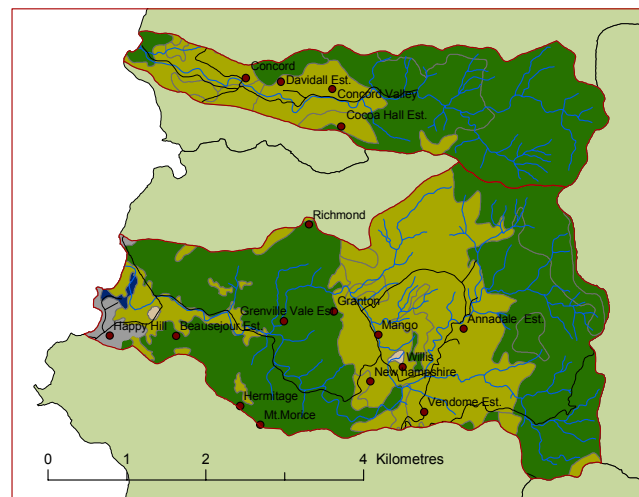 Concord
Davidall Est.
Concord Valley
Cocoa Hall Est.
Richmond
Grenville Vale Est.
Granton
Happy Hill
Beausejour Est.
Mango
Annadale Est.
Willis
New hampshire
Hermitage
Vendome Est.
Mt.Morice
0 1 2 4 Kilometres